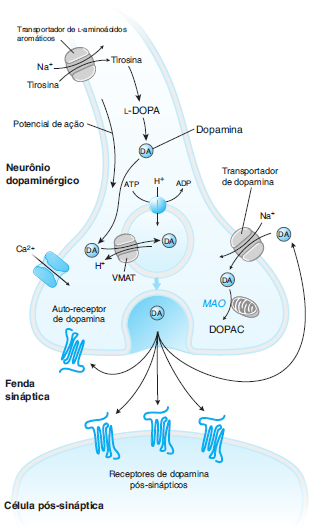 Transportador de L-aminoáddos
aromáticos
Na⁺
Tirosina
Tirosina
L-DOPA
Potencial de ação
Dopamina
DA
Neurônio
dopaminérgico
ATP
H⁺
ADP
Transportador
de dopamina
Na⁺
DA
Ca²⁺
DA
DA
H⁺
VMAT
DA
MAO
DOPAC
Auto-receptor
de dopamina
DA
Fenda
sináptica
Receptores de dopamina
pós-sinápticos
Célula pós-sináptica